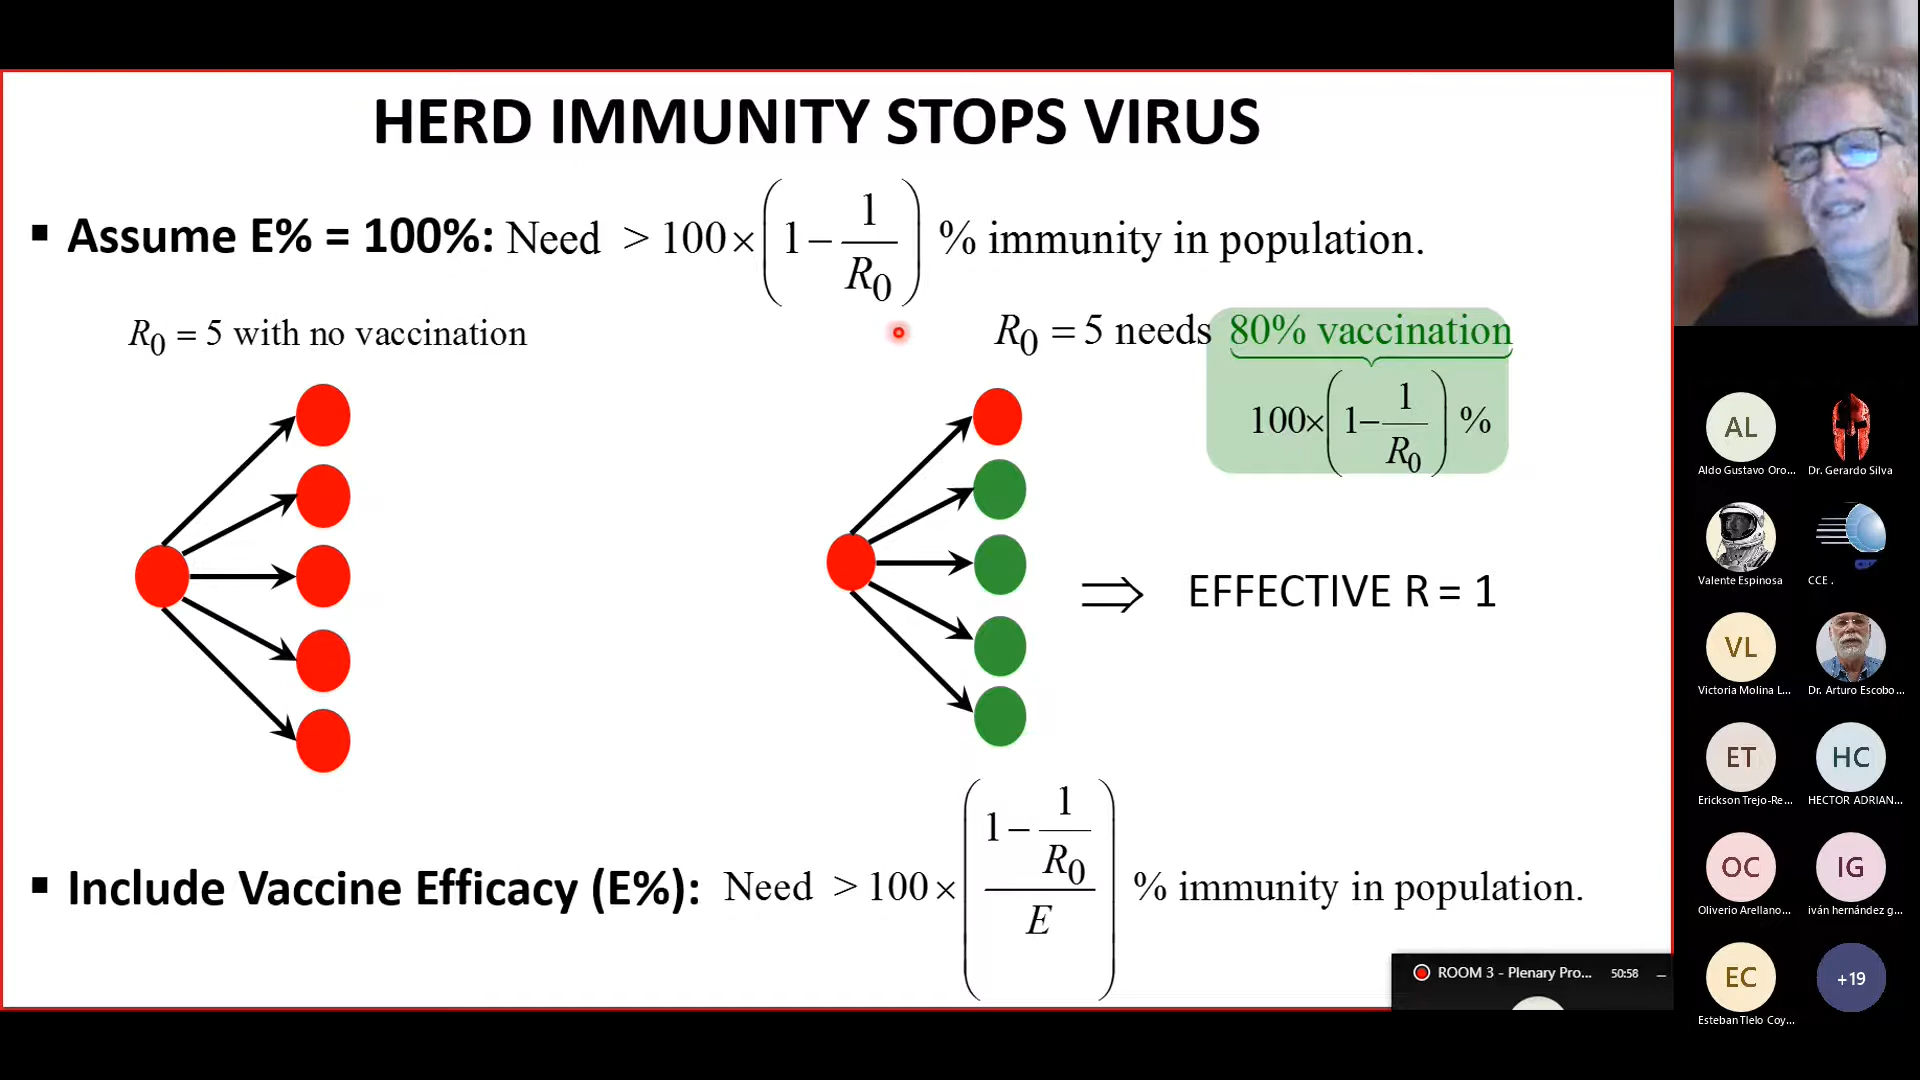 HERD IMMUNITY STOPS VIRUS
▪ Assume E% = 100%: Need > 100 × (1 − 1/R₀) % immunity in population.
R₀ = 5 with no vaccination
R₀ = 5 needs 80% vaccination
100×(1−1/R₀) %
⇒ EFFECTIVE R = 1
▪ Include Vaccine Efficacy (E%): Need > 100 × ((1 − 1/R₀)/E) % immunity in population.
ROOM 3 - Plenary Pro... 50:58
AL
Aldo Gustavo Oro...
Dr. Gerardo Silva
Valente Espinosa
CCE .
VL
Victoria Molina L...
Dr. Arturo Escobo...
ET
Erickson Trejo-Re...
HC
HECTOR ADRIAN...
OC
Oliverio Arellano...
IG
iván hernández g...
EC
Esteban Tlelo Coy...
+19